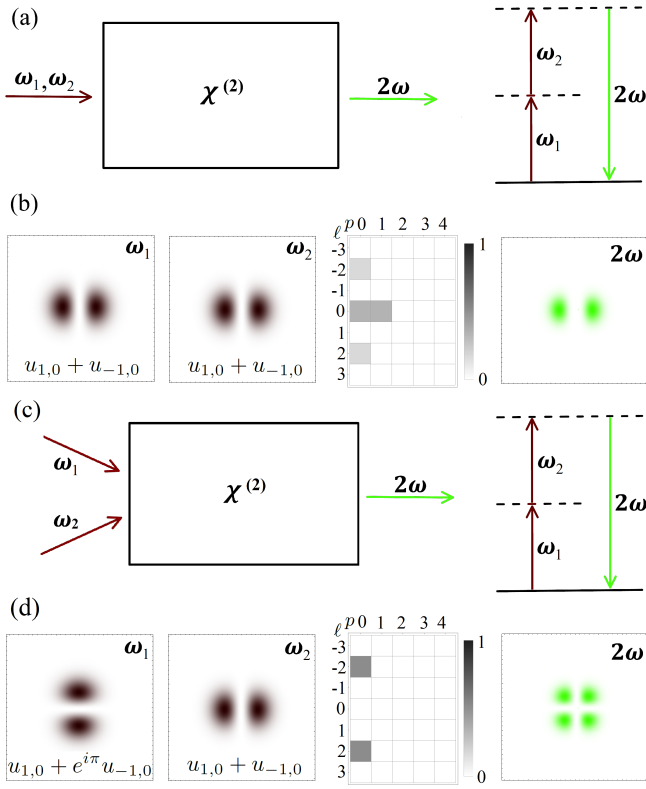 (a)
ω₁,ω₂
χ⁽²⁾
2ω
ω₂
2ω
ω₁
(b)
ω₁
u₁,₀ + u₋₁,₀
ω₂
u₁,₀ + u₋₁,₀
p 0 1 2 3 4
ℓ
-3
-2
-1
0
1
2
3
1
0
2ω
(c)
ω₁
ω₂
χ⁽²⁾
2ω
ω₂
2ω
ω₁
(d)
ω₁
u₁,₀ + e^{iπ}u₋₁,₀
ω₂
u₁,₀ + u₋₁,₀
p 0 1 2 3 4
ℓ
-3
-2
-1
0
1
2
3
1
0
2ω